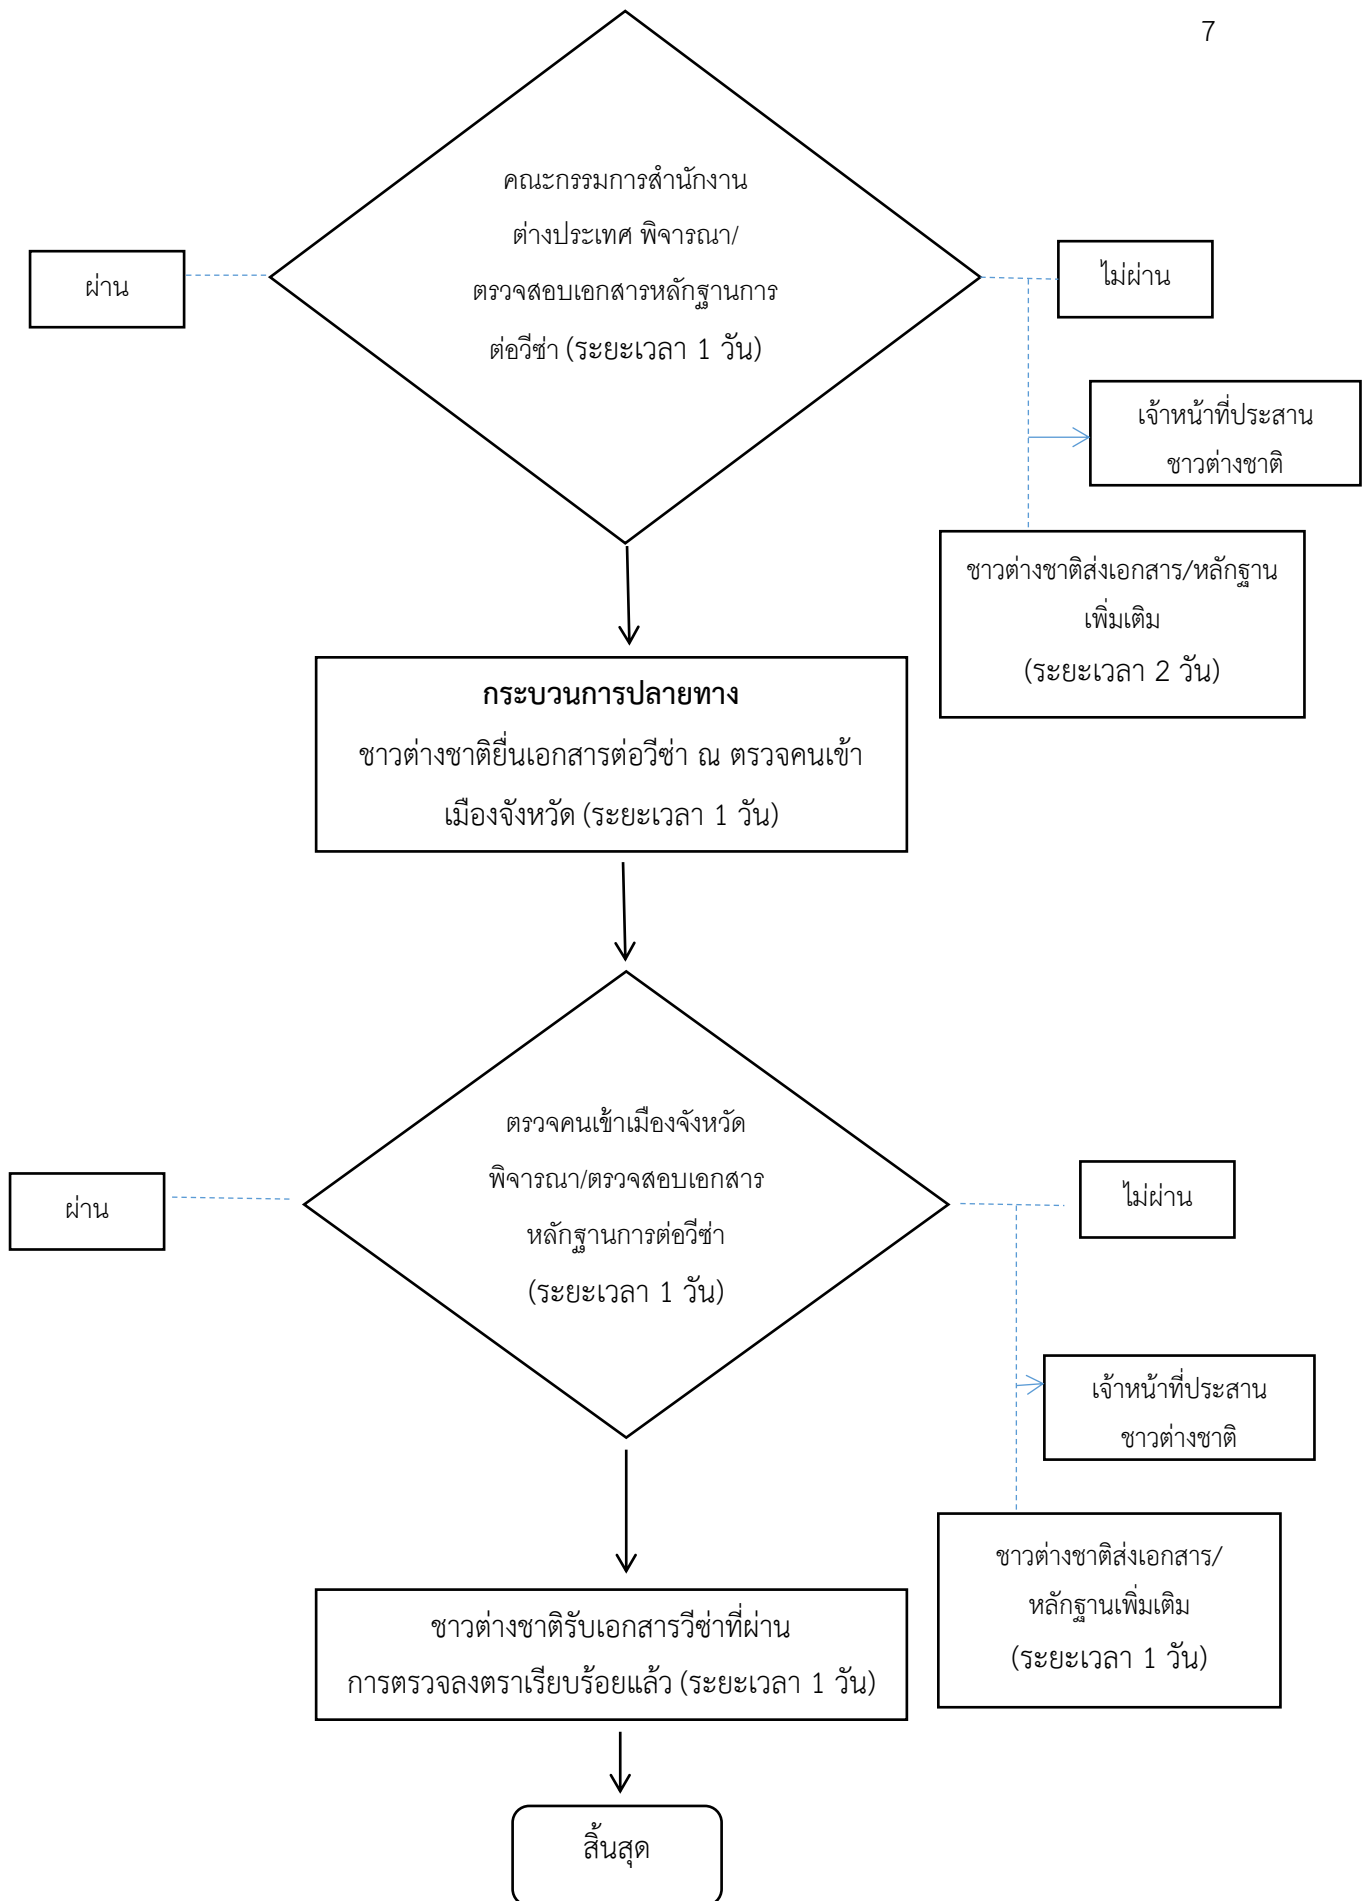 7
คณะกรรมการสำนักงาน
ต่างประเทศ พิจารณา/
ตรวจสอบเอกสารหลักฐานการ
ต่อวีซ่า (ระยะเวลา 1 วัน)
ผ่าน
ไม่ผ่าน
เจ้าหน้าที่ประสาน
ชาวต่างชาติ
ชาวต่างชาติส่งเอกสาร/หลักฐาน
เพิ่มเติม
(ระยะเวลา 2 วัน)
กระบวนการปลายทาง
ชาวต่างชาติยื่นเอกสารต่อวีซ่า ณ ตรวจคนเข้า
เมืองจังหวัด (ระยะเวลา 1 วัน)
ตรวจคนเข้าเมืองจังหวัด
พิจารณา/ตรวจสอบเอกสาร
หลักฐานการต่อวีซ่า
(ระยะเวลา 1 วัน)
ผ่าน
ไม่ผ่าน
เจ้าหน้าที่ประสาน
ชาวต่างชาติ
ชาวต่างชาติส่งเอกสาร/
หลักฐานเพิ่มเติม
(ระยะเวลา 1 วัน)
ชาวต่างชาติรับเอกสารวีซ่าที่ผ่าน
การตรวจลงตราเรียบร้อยแล้ว (ระยะเวลา 1 วัน)
สิ้นสุด